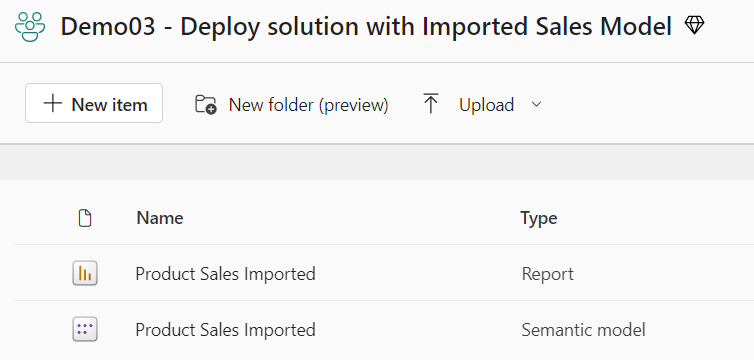 Demo03 - Deploy solution with Imported Sales Model
New item New folder (preview) Upload
Name Type
Product Sales Imported Report
Product Sales Imported Semantic model